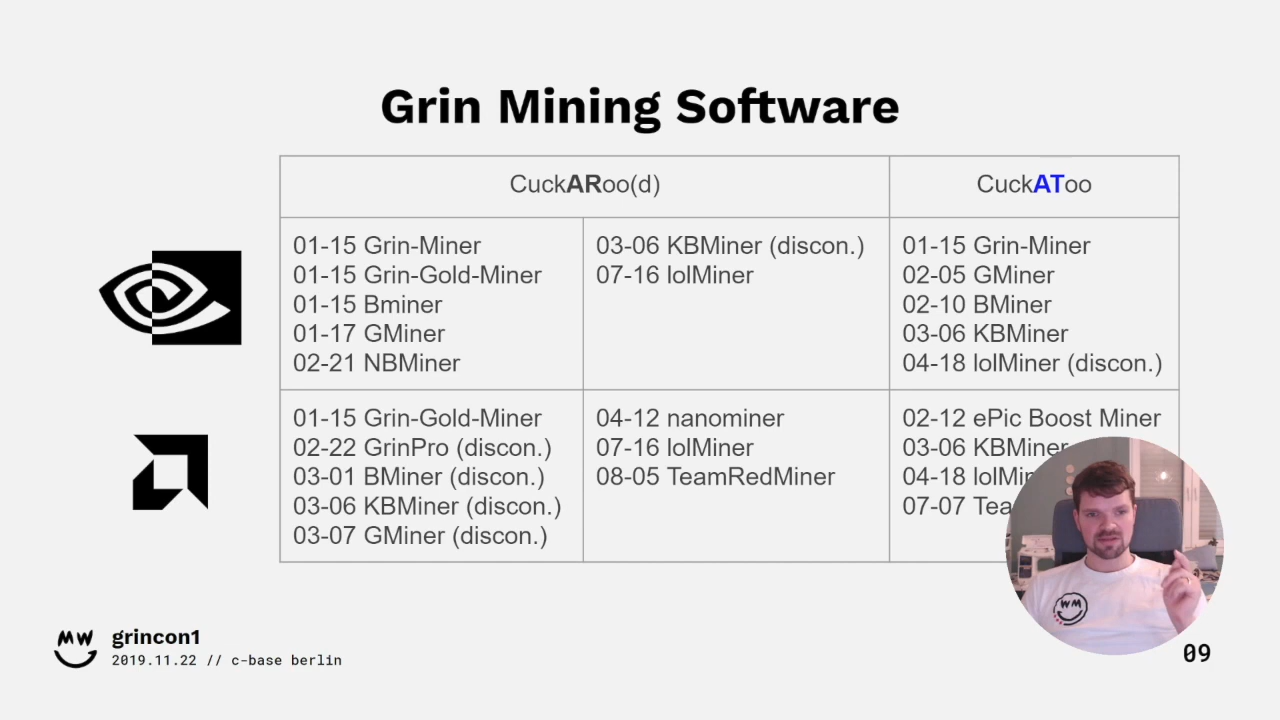 Grin Mining Software
CuckARoo(d)
CuckAToo
01-15 Grin-Miner
01-15 Grin-Gold-Miner
01-15 Bminer
01-17 GMiner
02-21 NBMiner
03-06 KBMiner (discon.)
07-16 lolMiner
01-15 Grin-Miner
02-05 GMiner
02-10 BMiner
03-06 KBMiner
04-18 lolMiner (discon.)
01-15 Grin-Gold-Miner
02-22 GrinPro (discon.)
03-01 BMiner (discon.)
03-06 KBMiner (discon.)
03-07 GMiner (discon.)
04-12 nanominer
07-16 lolMiner
08-05 TeamRedMiner
02-12 ePic Boost Miner
03-06 KBMiner
04-18
07-07
WM
MW
grincon1
2019.11.22 // c-base berlin
09